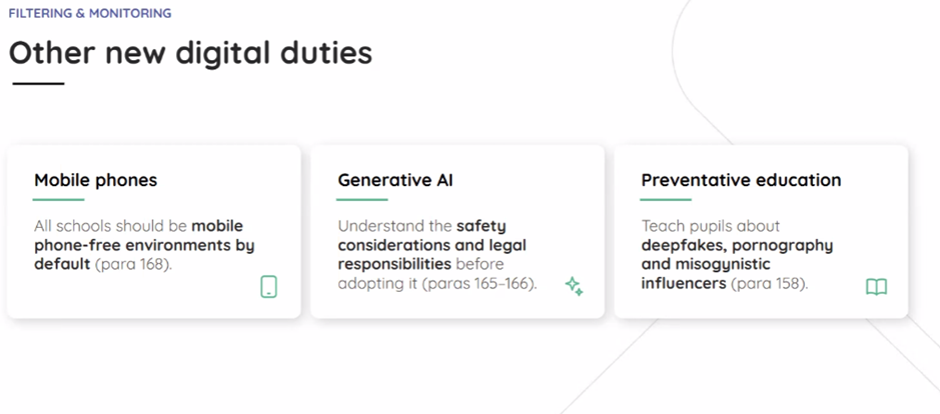 FILTERING & MONITORING
Other new digital duties
Mobile phones
All schools should be mobile
phone-free environments by
default (para 168).
Generative AI
Understand the safety
considerations and legal
responsibilities before
adopting it (paras 165–166).
Preventative education
Teach pupils about
deepfakes, pornography
and misogynistic
influencers (para 158).